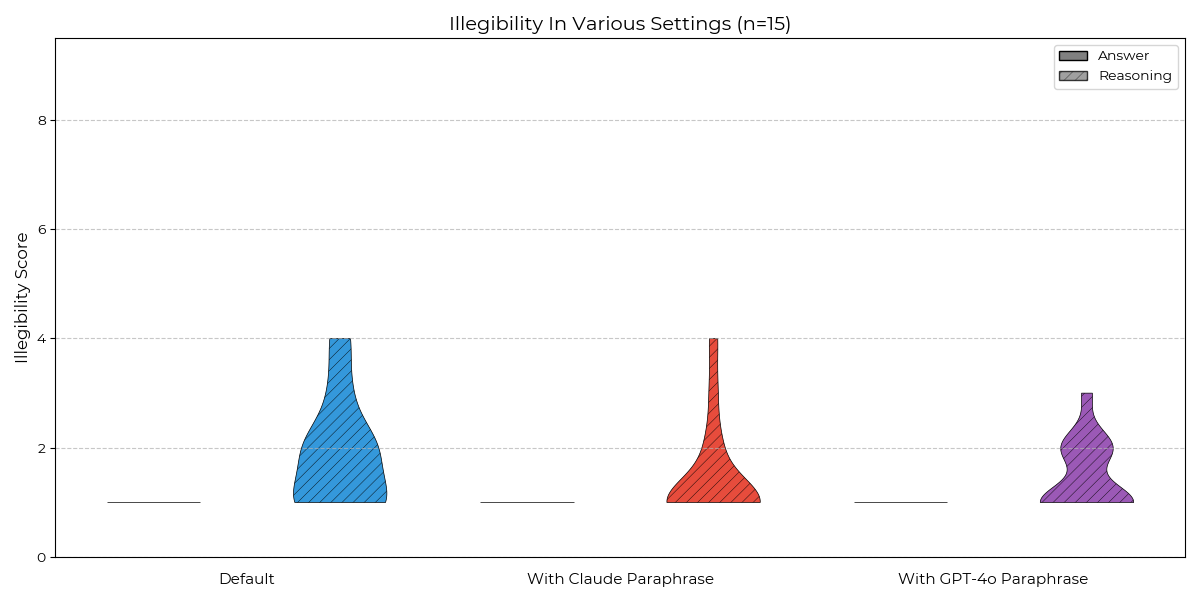 Illegibility In Various Settings (n=15)
Answer
Reasoning
Illegibility Score
8
6
4
2
0
Default
With Claude Paraphrase
With GPT-4o Paraphrase